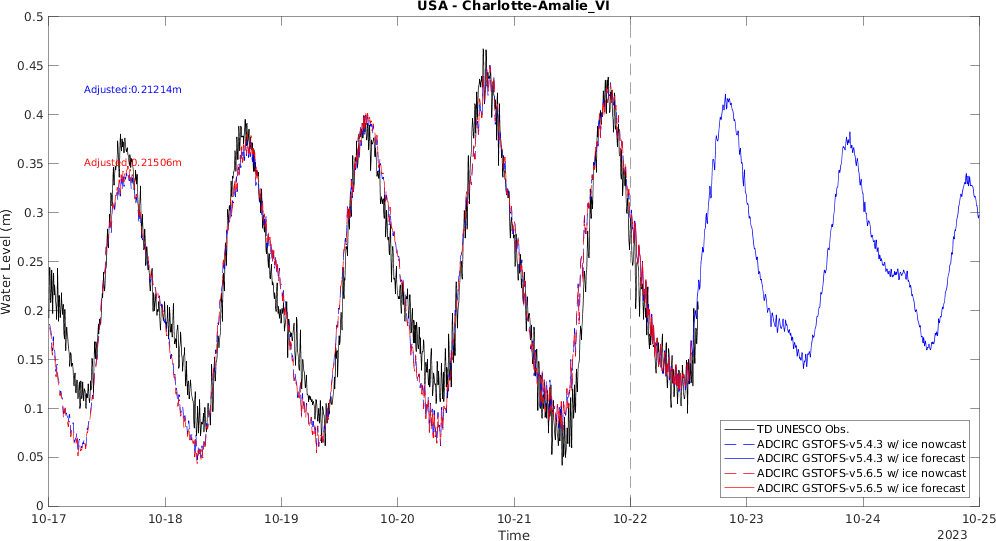 USA - Charlotte-Amalie_VI
0.5
0.45
0.4
0.35
0.3
0.25
0.2
0.15
0.1
0.05
0
Water Level (m)
Adjusted:0.21214m
Adjusted:0.21506m
TD UNESCO Obs.
ADCIRC GSTOFS-v5.4.3 w/ ice nowcast
ADCIRC GSTOFS-v5.4.3 w/ ice forecast
ADCIRC GSTOFS-v5.6.5 w/ ice nowcast
ADCIRC GSTOFS-v5.6.5 w/ ice forecast
10-17 10-18 10-19 10-20 10-21 10-22 10-23 10-24 10-25
Time
2023